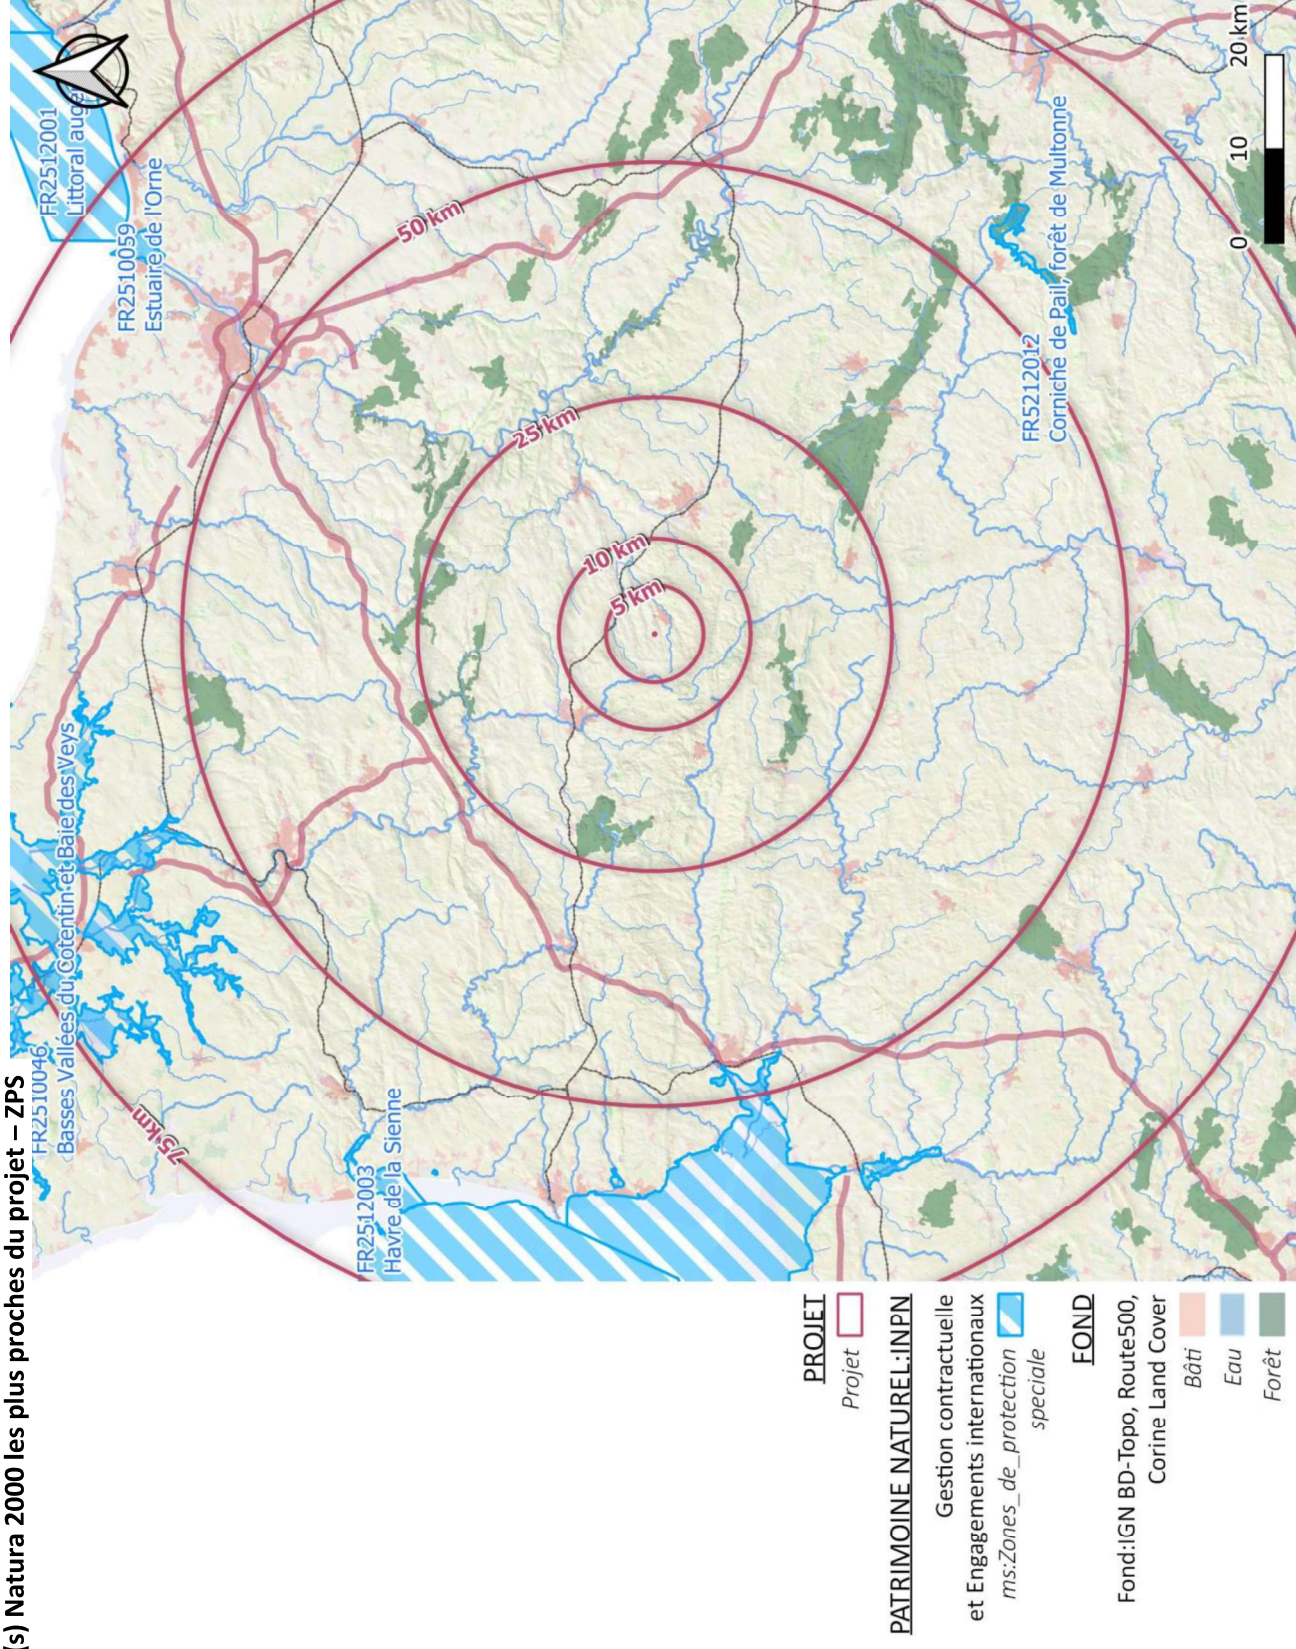 (s) Natura 2000 les plus proches du projet – ZPS
FR2510046
Basses Vallées du Cotentin et Baie des Veys
FR2510059
Estuaire de l'Orne
FR2512001
Littoral auge
75 km
50 km
25 km
10 km
5 km
FR2512003
Havre de la Sienne
FR5212012
Corniche de Pail, forêt de Multonne
0 10 20 km
PROJET
Projet
PATRIMOINE NATUREL:INPN
Gestion contractuelle
et Engagements internationaux
ms:Zones_de_protection
speciale
FOND
Fond:IGN BD-Topo, Route500,
Corine Land Cover
Bâti
Eau
Forêt